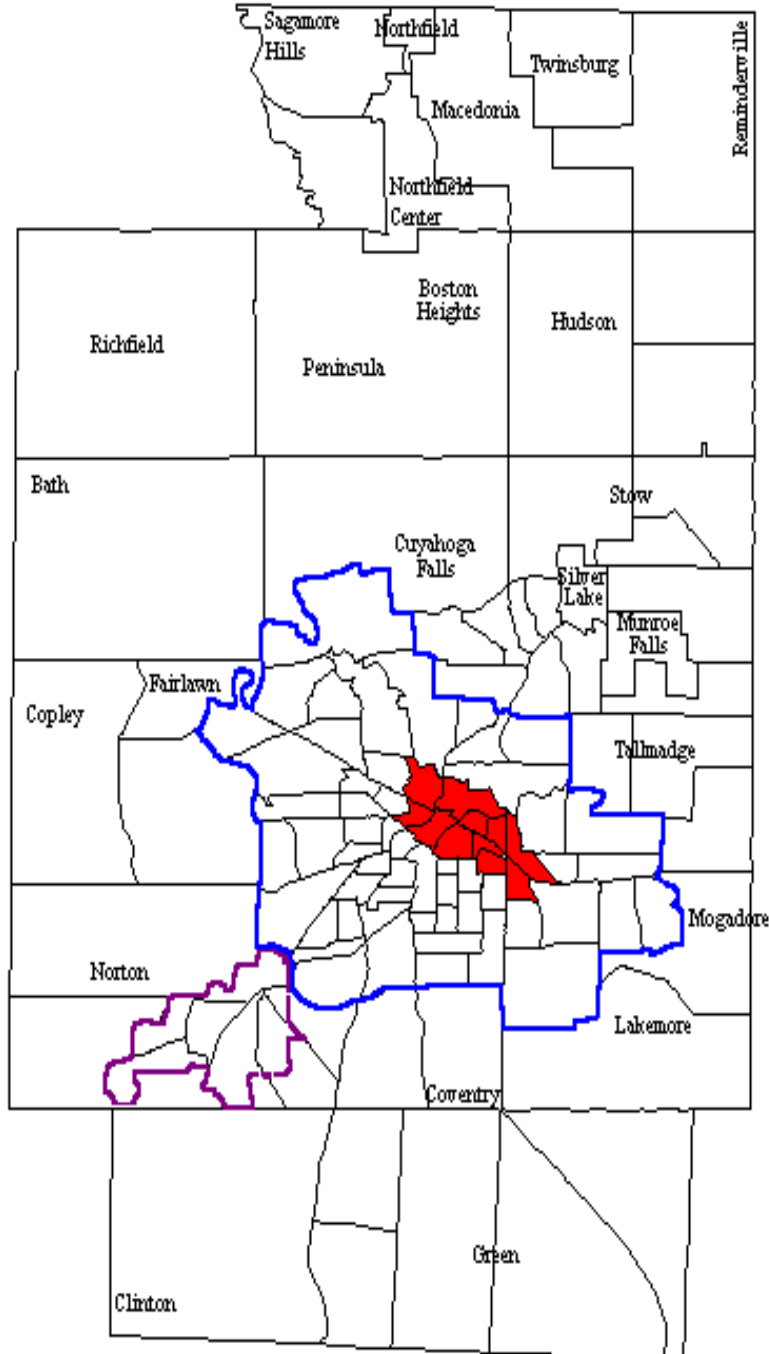 Sagamore
Hills
Northfield
Twinsburg
Reminderville
Macedonia
Northfield
Center
Boston
Heights
Hudson
Richfield
Peninsula
Bath
Stow
Cuyahoga
Falls
Silver
Lake
Munroe
Falls
Fairlawn
Copley
Tallmadge
Mogadore
Norton
Lakemore
Coventry
Green
Clinton